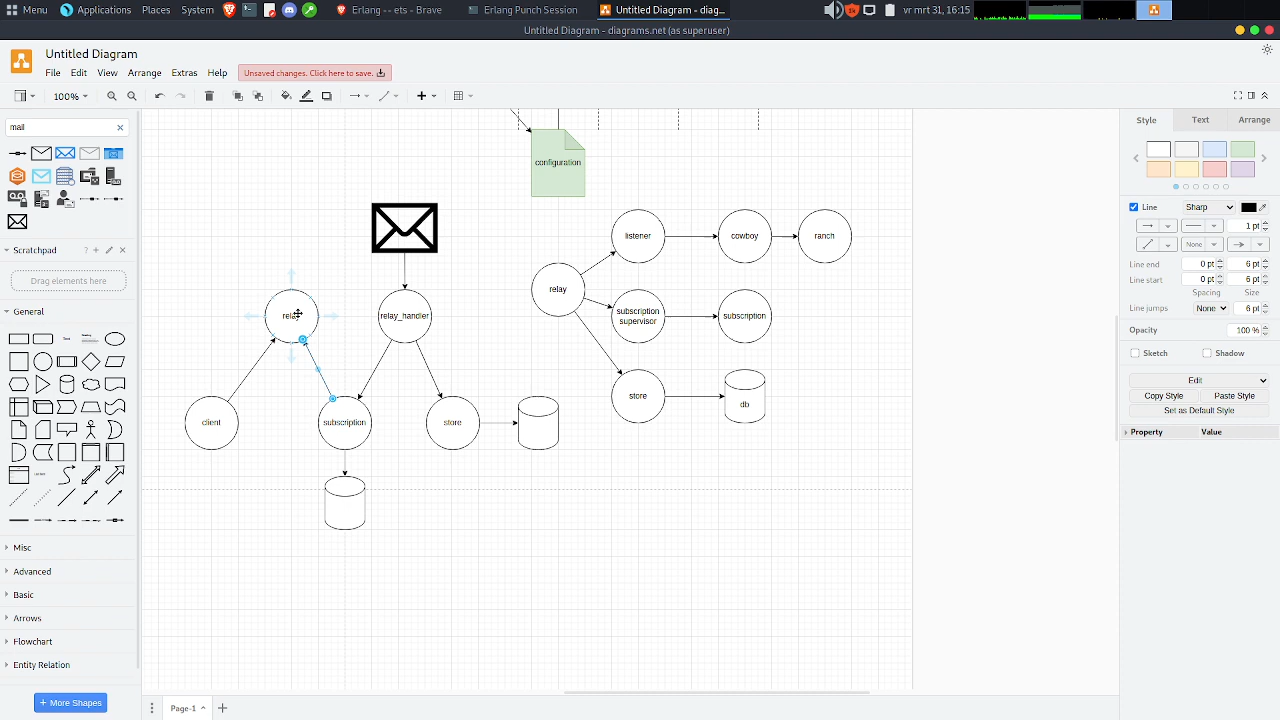 Menu Applications Places System Erlang -- ets - Brave Erlang Punch Session Untitled Diagram - diag... vr mrt 31, 16:15
Untitled Diagram - diagrams.net (as superuser)
Untitled Diagram
File Edit View Arrange Extras Help Unsaved changes. Click here to save.
100%
mail
Scratchpad
Drag elements here
General
Text
Misc
Advanced
Basic
Arrows
Flowchart
Entity Relation
+ More Shapes
configuration
listener
cowboy
ranch
relay
relay_handler
subscription
supervisor
subscription
store
db
client
subscription
store
Page-1
Style Text Arrange
Line Sharp
1 pt
None
Line end 0 pt 6 pt
Line start 0 pt 6 pt
Spacing Size
Line jumps None 6 pt
Opacity 100 %
Sketch Shadow
Edit
Copy Style Paste Style
Set as Default Style
Property Value